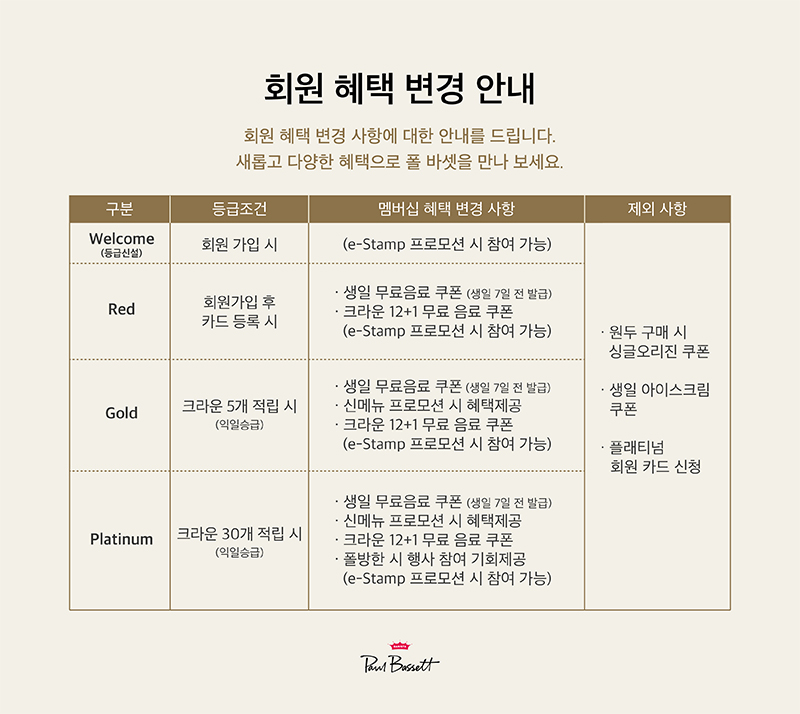 회원 혜택 변경 안내
회원 혜택 변경 사항에 대한 안내를 드립니다.
새롭고 다양한 혜택으로 폴 바셋을 만나 보세요.
구분 등급조건 멤버십 혜택 변경 사항 제외 사항
Welcome
(등급신설)
회원 가입 시
(e-Stamp 프로모션 시 참여 가능)
Red
회원가입 후
카드 등록 시
· 생일 무료음료 쿠폰 (생일 7일 전 발급)
· 크라운 12+1 무료 음료 쿠폰
(e-Stamp 프로모션 시 참여 가능)
Gold
크라운 5개 적립 시
(익일승급)
· 생일 무료음료 쿠폰 (생일 7일 전 발급)
· 신메뉴 프로모션 시 혜택제공
· 크라운 12+1 무료 음료 쿠폰
(e-Stamp 프로모션 시 참여 가능)
Platinum
크라운 30개 적립 시
(익일승급)
· 생일 무료음료 쿠폰 (생일 7일 전 발급)
· 신메뉴 프로모션 시 혜택제공
· 크라운 12+1 무료 음료 쿠폰
· 폴방한 시 행사 참여 기회제공
(e-Stamp 프로모션 시 참여 가능)
· 원두 구매 시
싱글오리진 쿠폰
· 생일 아이스크림
쿠폰
· 플래티넘
회원 카드 신청
Paul Bassett